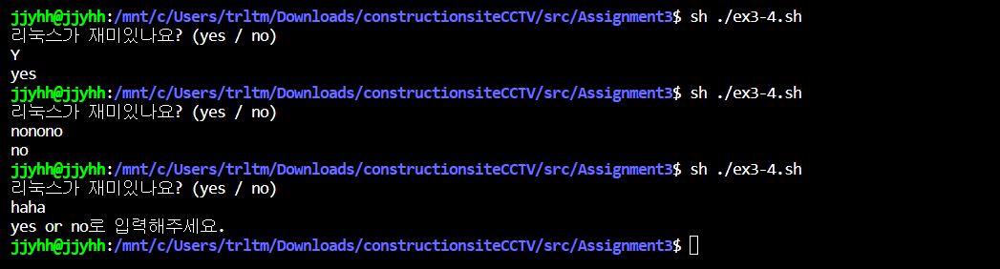 jjyhh@jjyhh:/mnt/c/Users/trltm/Downloads/constructionsiteCCTV/src/Assignment3$ sh ./ex3-4.sh
리눅스가 재미있나요? (yes / no)
Y
yes
jjyhh@jjyhh:/mnt/c/Users/trltm/Downloads/constructionsiteCCTV/src/Assignment3$ sh ./ex3-4.sh
리눅스가 재미있나요? (yes / no)
nonono
no
jjyhh@jjyhh:/mnt/c/Users/trltm/Downloads/constructionsiteCCTV/src/Assignment3$ sh ./ex3-4.sh
리눅스가 재미있나요? (yes / no)
haha
yes or no로 입력해주세요.
jjyhh@jjyhh:/mnt/c/Users/trltm/Downloads/constructionsiteCCTV/src/Assignment3$